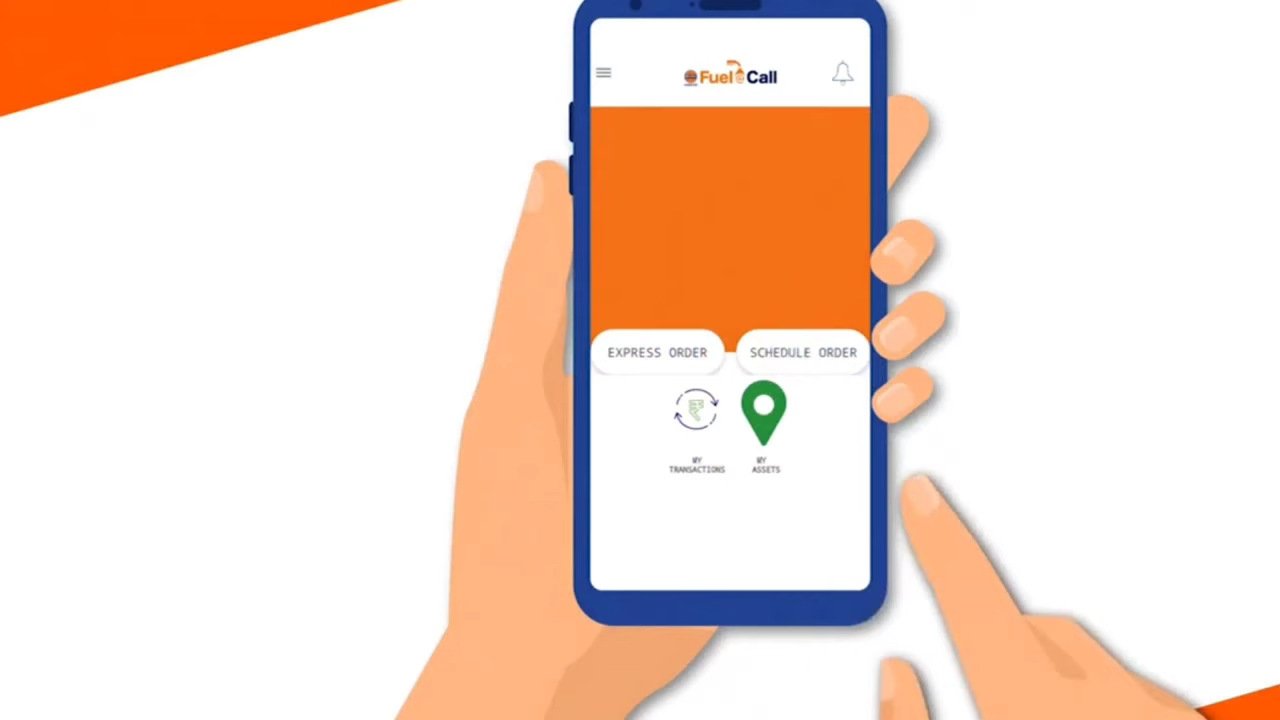 Fuel@Call
EXPRESS ORDER
SCHEDULE ORDER
MY
TRANSACTIONS
MY
ASSETS